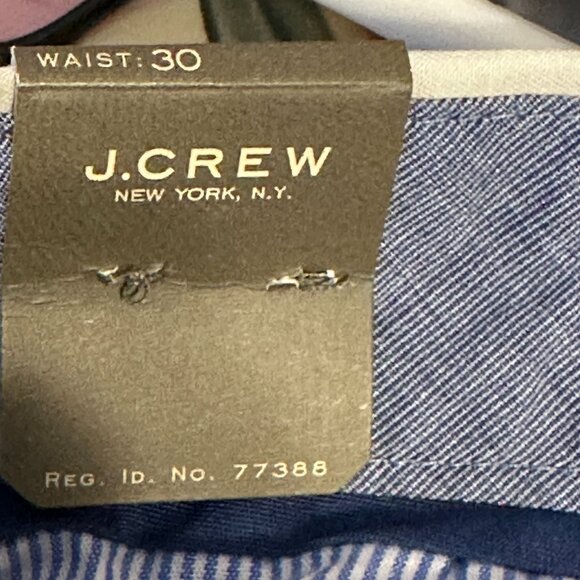 WAIST: 30
J.CREW
NEW YORK, N.Y.
REG. ID. NO. 77388